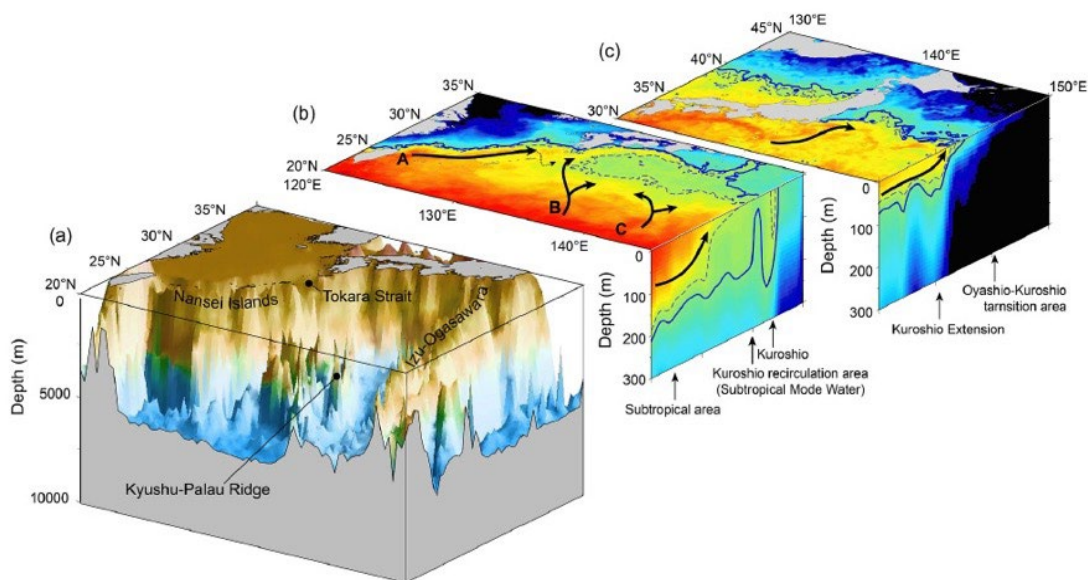 (a)
35°N
30°N
25°N
20°N
0
5000
10000
Depth (m)
Nansei Islands
Tokara Strait
Izu-Ogasawara
Kyushu-Palau Ridge
(b)
35°N
30°N
25°N
20°N
120°E
130°E
140°E
A
B
C
0
100
200
300
Depth (m)
Subtropical area
Kuroshio recirculation area
(Subtropical Mode Water)
Kuroshio
(c)
130°E
140°E
150°E
45°N
40°N
35°N
30°N
0
100
200
300
Depth (m)
Kuroshio Extension
Oyashio-Kuroshio
tarnsition area